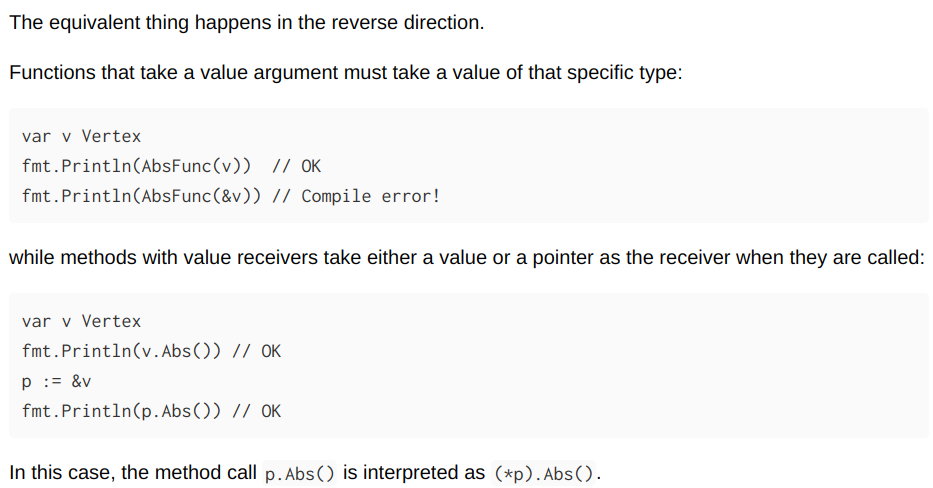 The equivalent thing happens in the reverse direction.
Functions that take a value argument must take a value of that specific type:
var v Vertex
fmt.Println(AbsFunc(v))  // OK
fmt.Println(AbsFunc(&v)) // Compile error!
while methods with value receivers take either a value or a pointer as the receiver when they are called:
var v Vertex
fmt.Println(v.Abs()) // OK
p := &v
fmt.Println(p.Abs()) // OK
In this case, the method call p.Abs() is interpreted as (*p).Abs().